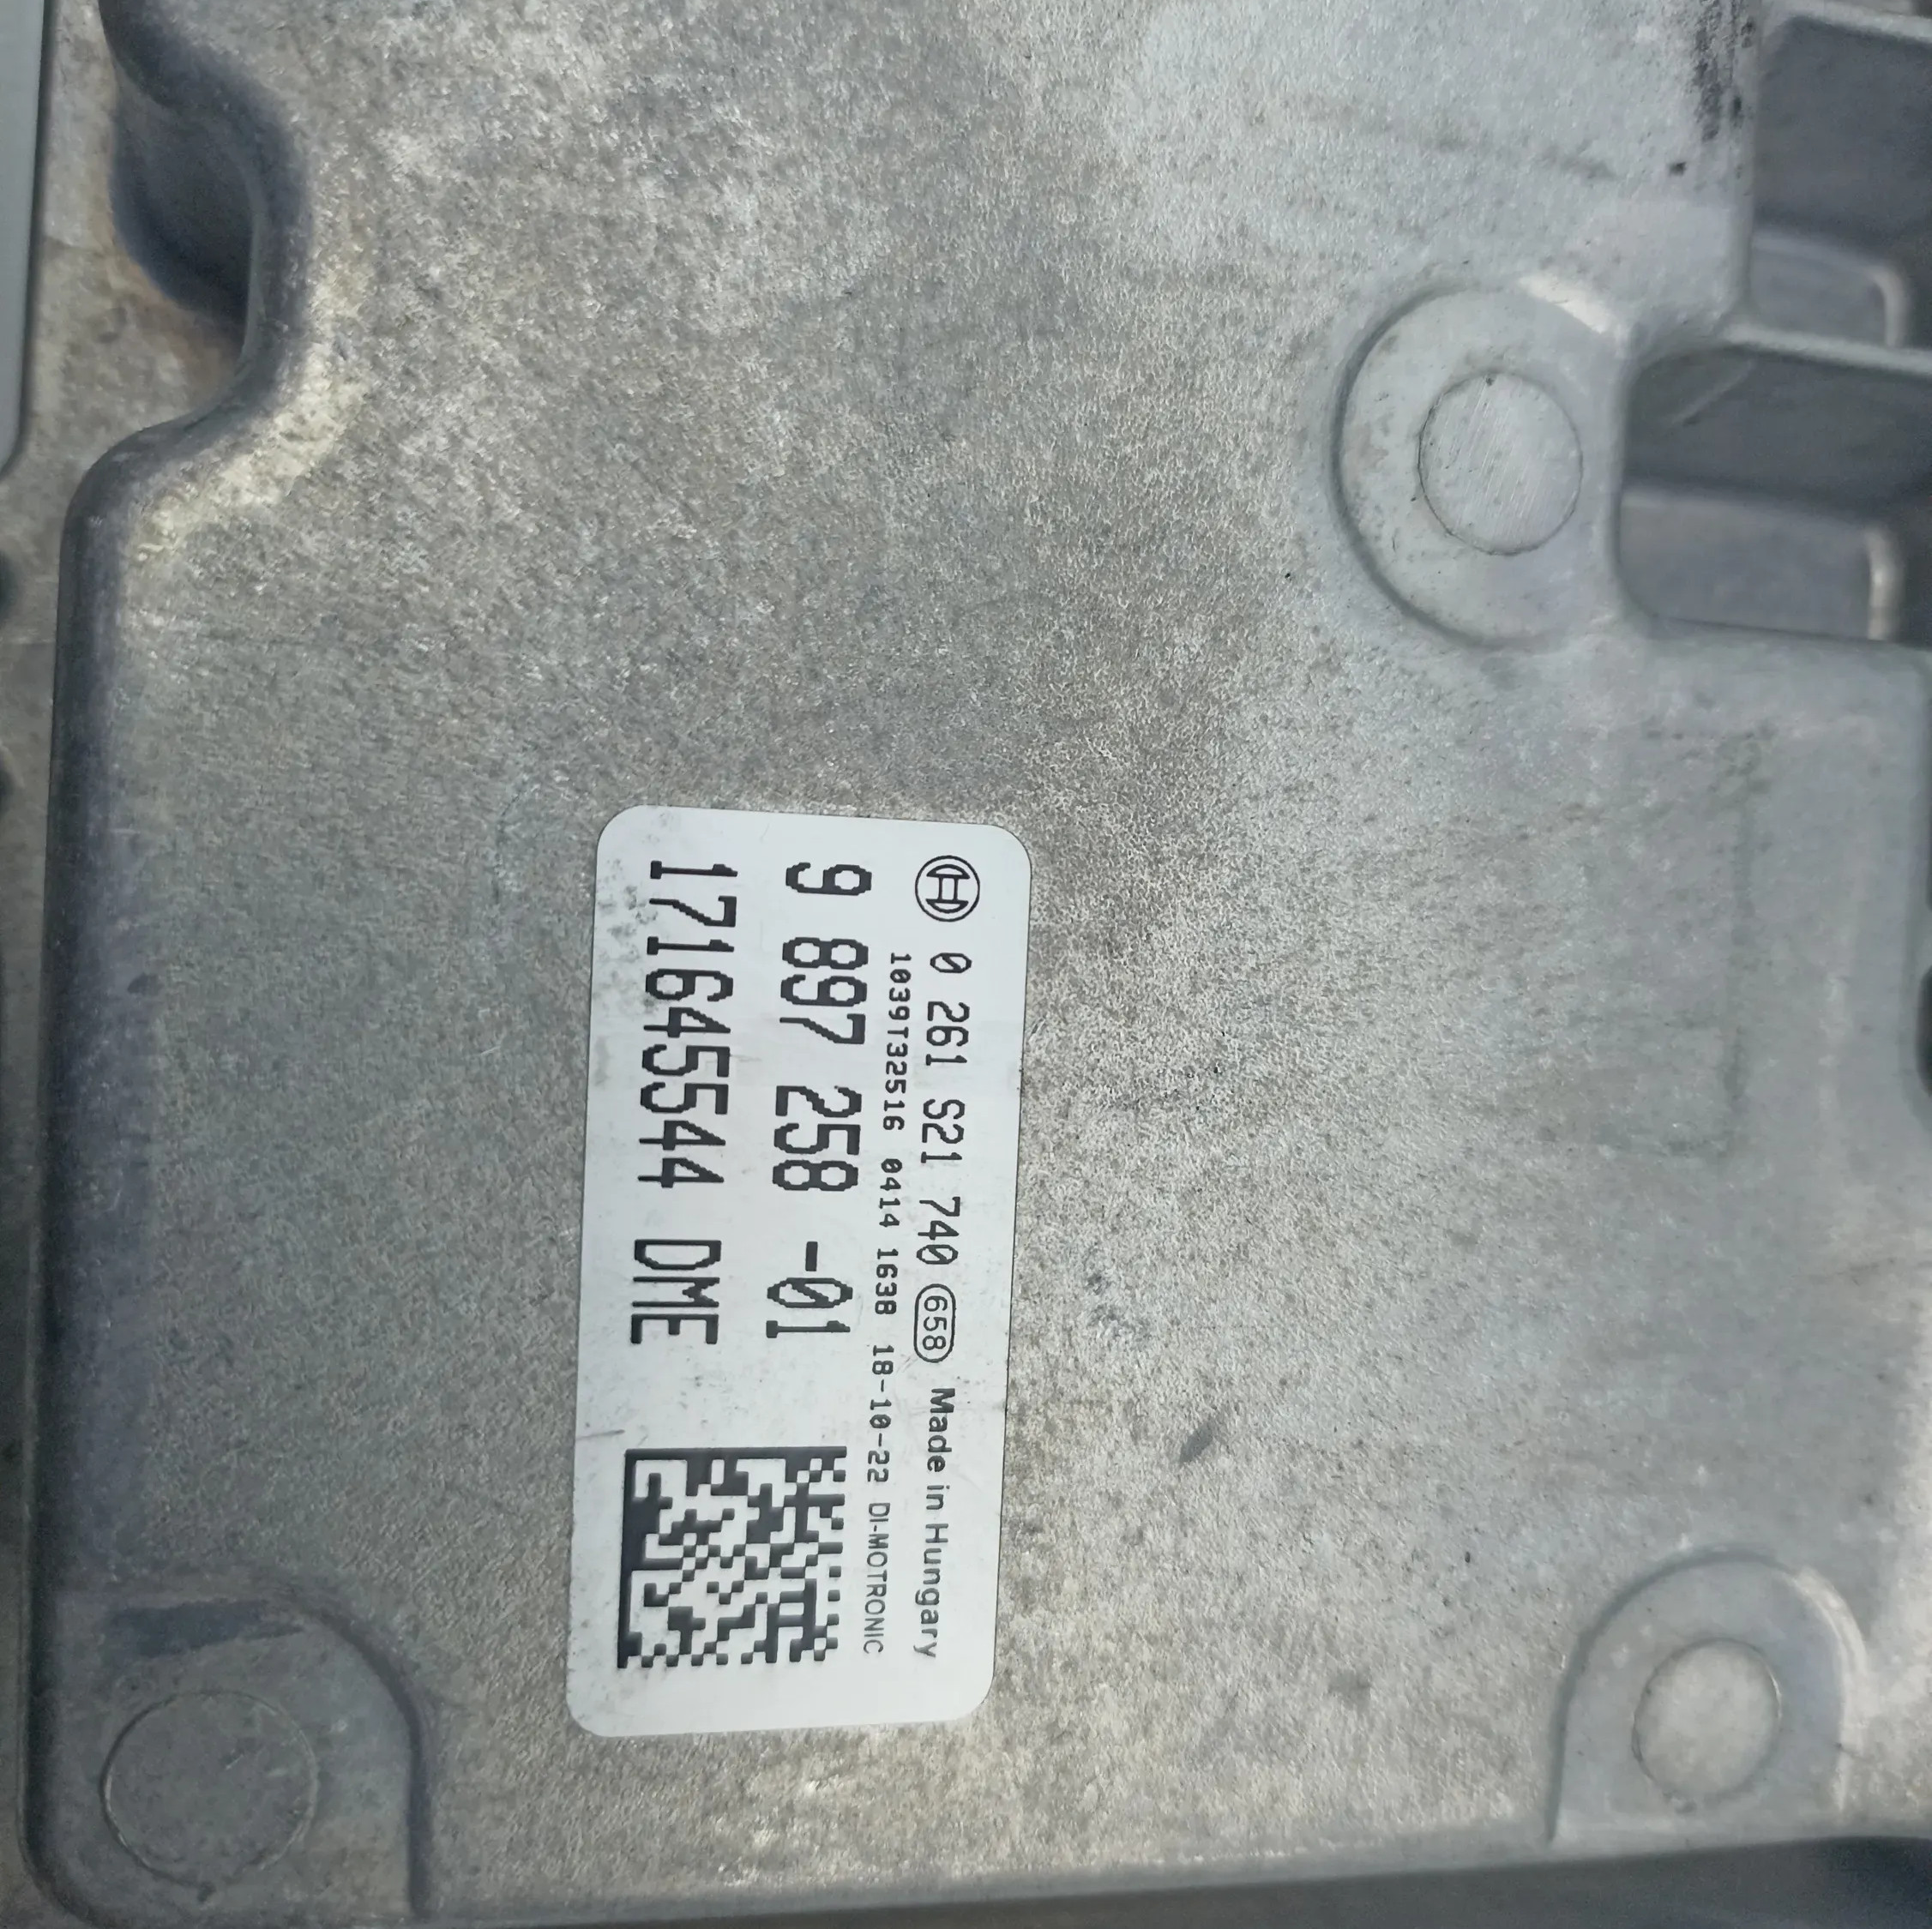 0 261 S21 740 658 Made in Hungary
1039T32516 0414 1638 18-10-22 DI-MOTRONIC
9 897 258 -01
171645544 DME